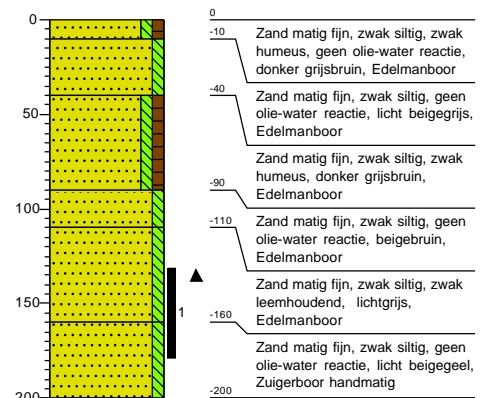 0
50
100
150
200
1
0
-10
Zand matig fijn, zwak siltig, zwak
humeus, geen olie-water reactie,
donker grijsbruin, Edelmanboor
-40
Zand matig fijn, zwak siltig, geen
olie-water reactie, licht beigegrijs,
Edelmanboor
Zand matig fijn, zwak siltig, zwak
humeus, donker grijsbruin,
Edelmanboor
-90
-110
Zand matig fijn, zwak siltig, geen
olie-water reactie, beigebruin,
Edelmanboor
Zand matig fijn, zwak siltig, zwak
leemhoudend, lichtgrijs,
Edelmanboor
-160
Zand matig fijn, zwak siltig, geen
olie-water reactie, licht beigegeel,
Zuigerboor handmatig
-200